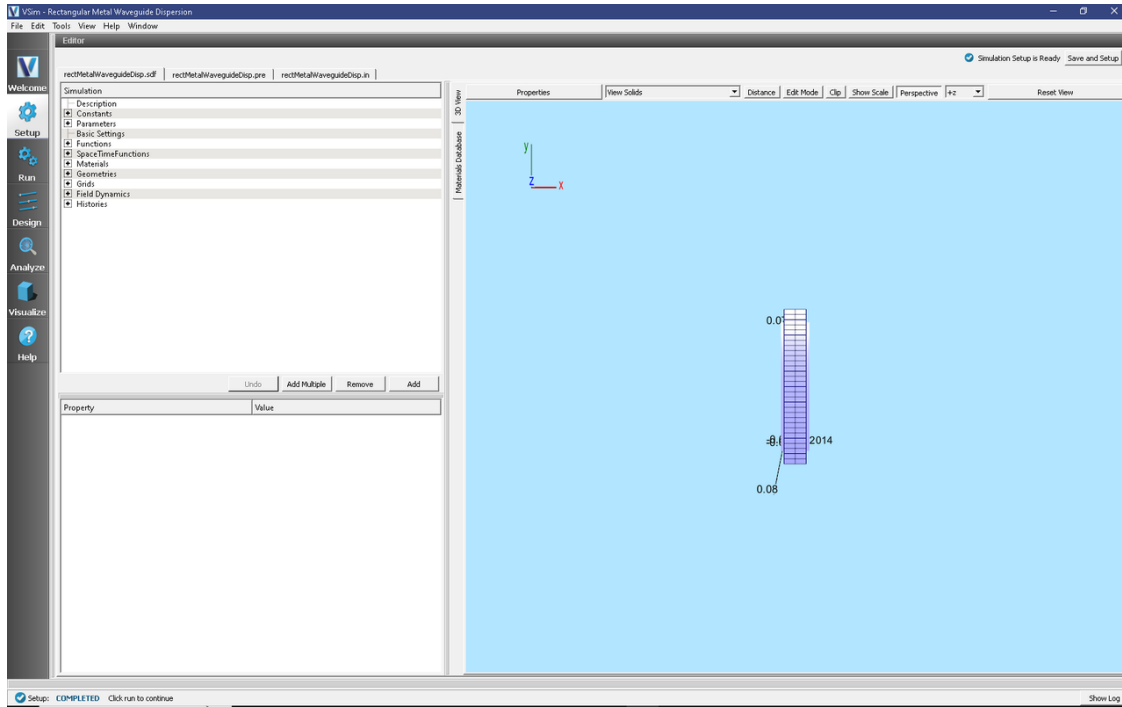 VSim - Rectangular Metal Waveguide Dispersion
File Edit Tools View Help Window
Editor
Simulation Setup is Ready Save and Setup
rectMetalWaveguideDisp.sdf rectMetalWaveguideDisp.pre rectMetalWaveguideDisp.in
Welcome
Setup
Run
Design
Analyze
Visualize
Help
Simulation
Description
Constants
Parameters
Basic Settings
Functions
SpaceTimeFunctions
Materials
Geometries
Grids
Field Dynamics
Histories
Undo Add Multiple Remove Add
Property Value
3D View
Materials Database
Properties View Solids Distance Edit Mode Clip Show Scale Perspective +z Reset View
y
z x
2014
0.08
Setup: COMPLETED Click run to continue
Show Log